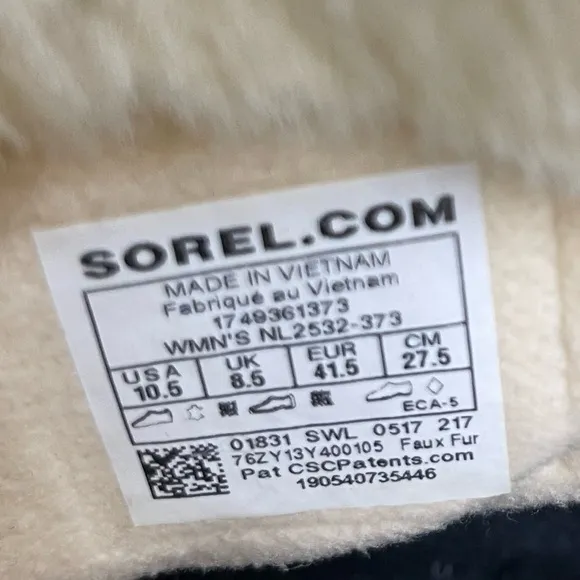 SOREL.COM
MADE IN VIETNAM
Fabriqué au Vietnam
1749361373
WMN'S NL2532-373
USA UK EUR CM
10.5 8.5 41.5 27.5
ECA-5
01831 SWL 0517 217
76ZY13Y400105 Faux Fur
Pat CSCPatents.com
190540735446